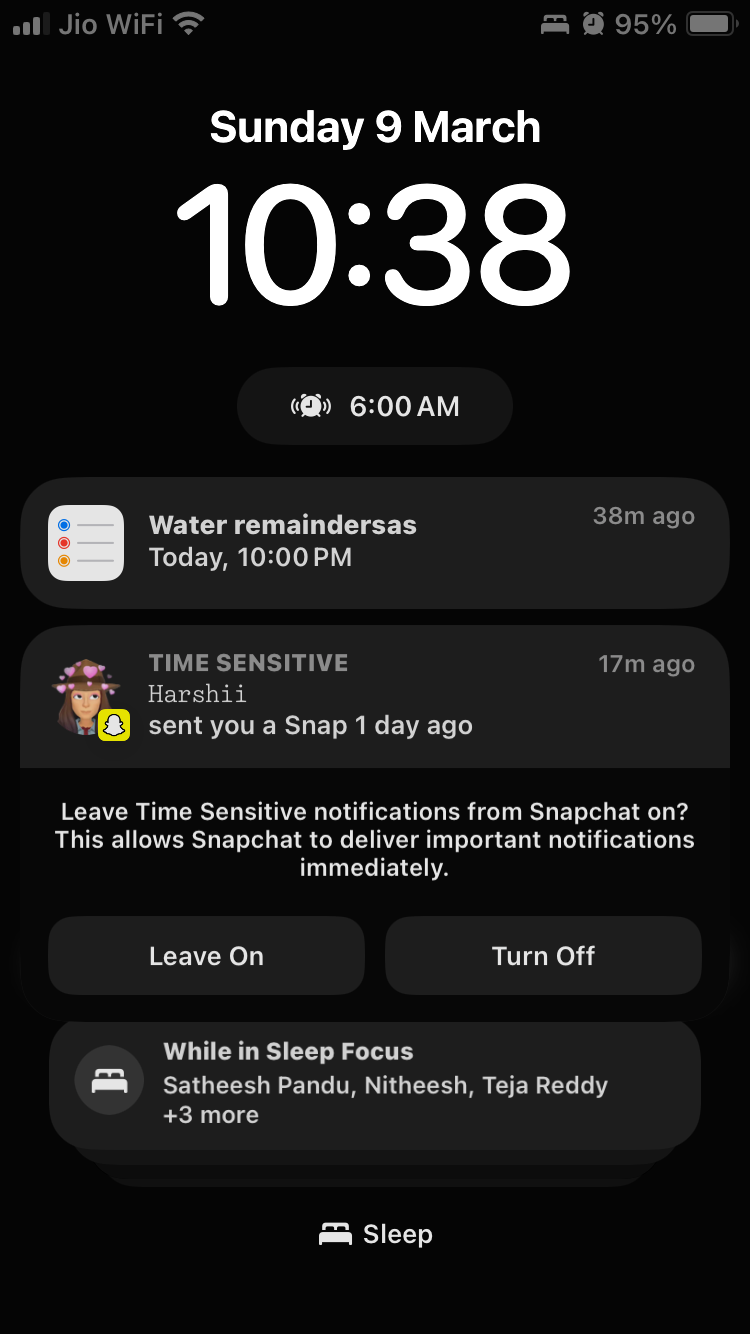 Jio WiFi 95%
Sunday 9 March
10:38
6:00 AM
Water remaindersas 38m ago
Today, 10:00 PM
TIME SENSITIVE 17m ago
Harshii
sent you a Snap 1 day ago
Leave Time Sensitive notifications from Snapchat on?
This allows Snapchat to deliver important notifications
immediately.
Leave On Turn Off
While in Sleep Focus
Satheesh Pandu, Nitheesh, Teja Reddy
+3 more
Sleep